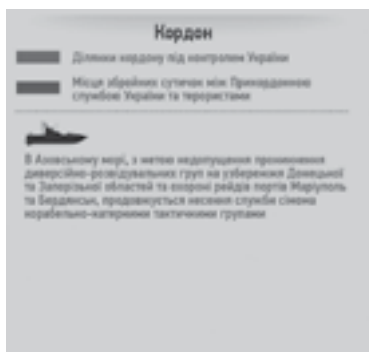 Кордон
Ділянки кордону під контролем України
Місця збройних сутичок між Прикордонною
службою України та терористами
В Азовському морі, з метою недопущення проникнення
диверсійно-розвідувальних груп на узбережжя Донецької
та Запорізької областей та охорони рейдів портів Маріуполь
та Бердянськ, продовжується несення служби сімома
корабельно-катерними тактичними групами